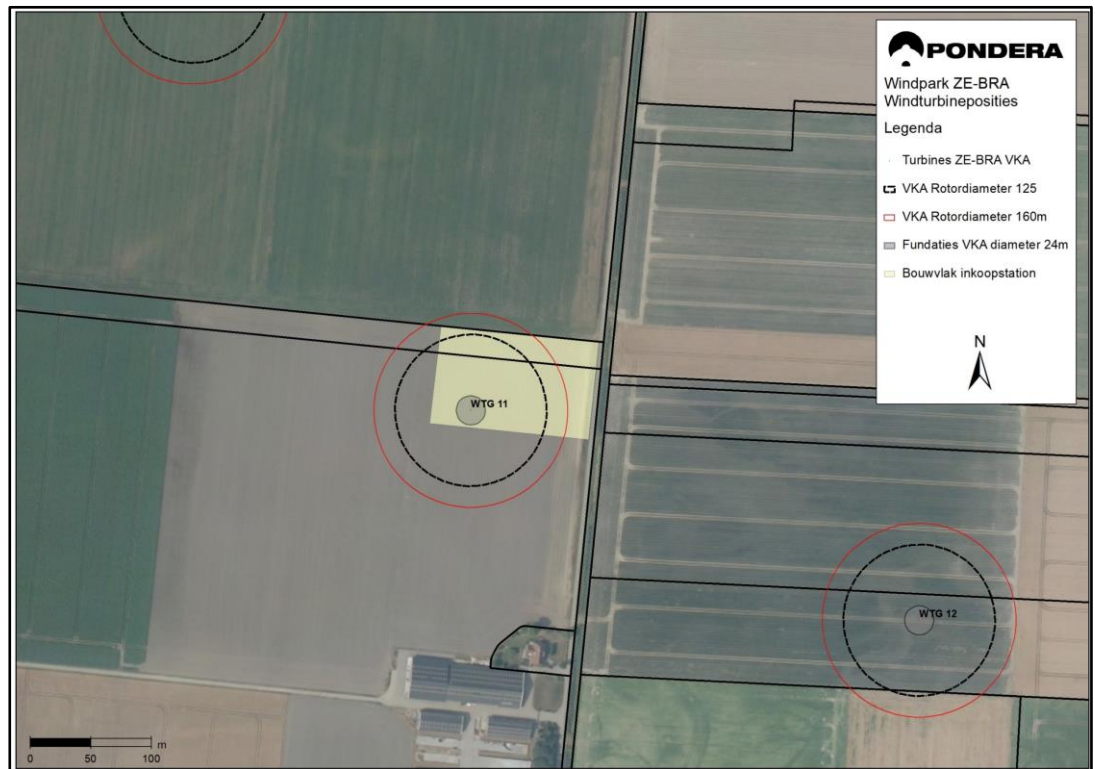 PONDERA
Windpark ZE-BRA
Windturbineposities
Legenda
Turbines ZE-BRA VKA
VKA Rotordiameter 125
VKA Rotordiameter 160m
Fundaties VKA diameter 24m
Bouwvlak inkoopstation
N
WTG 11
WTG 12
m
0 50 100